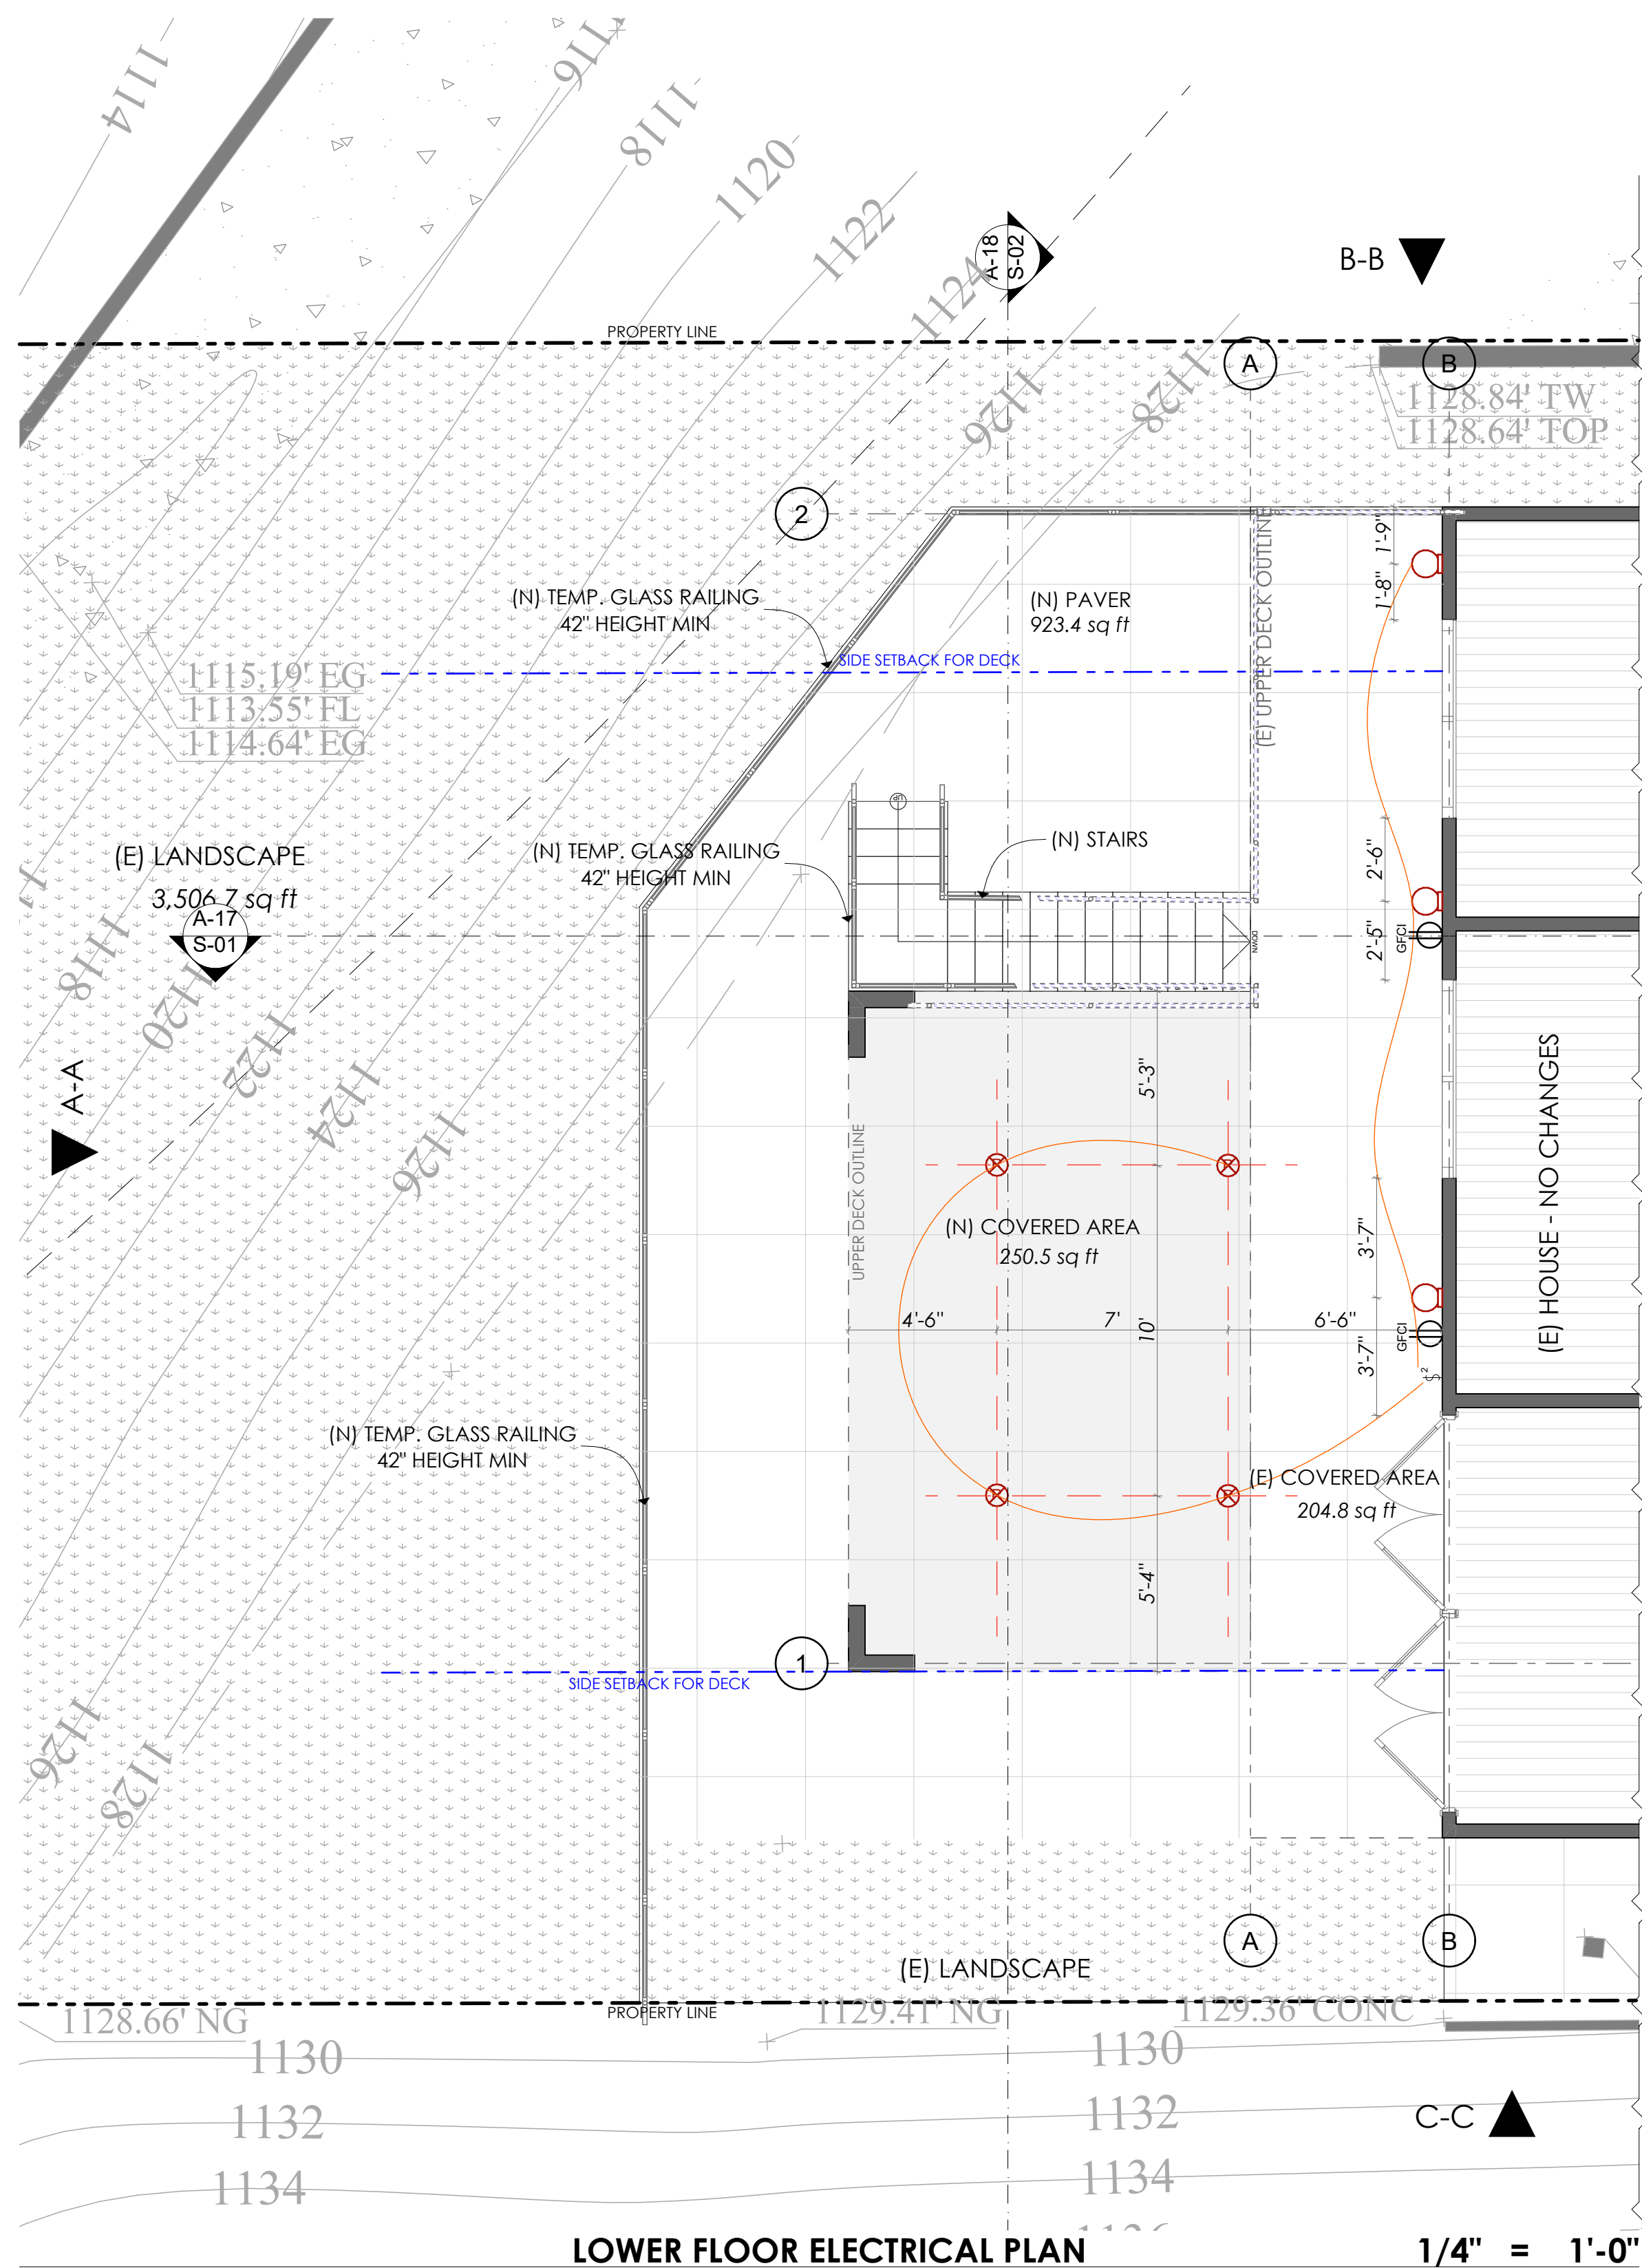 1114
1116
1118
1120
1122
1124
1126
1128
A-18
S-02
B-B
PROPERTY LINE
A
B
1128.84' TW
1128.64' TOP
2
(E) UPPER DECK OUTLINE
1'-9"
1'-8"
(N) TEMP. GLASS RAILING
42" HEIGHT MIN
(N) PAVER
923.4 sq ft
SIDE SETBACK FOR DECK
1115.19' EG
1113.55' FL
1114.64' EG
UP
(N) STAIRS
(N) TEMP. GLASS RAILING
42" HEIGHT MIN
2'-6"
2'-5"
GFCI
DOWN
(E) LANDSCAPE
3,506.7 sq ft
A-17
S-01
1118
1120
1122
1124
1126
A-A
5'-3"
UPPER DECK OUTLINE
(N) COVERED AREA
250.5 sq ft
4'-6"
7'
10'
6'-6"
3'-7"
3'-7"
GFCI
$ 2
(E) HOUSE - NO CHANGES
(N) TEMP. GLASS RAILING
42" HEIGHT MIN
(E) COVERED AREA
204.8 sq ft
5'-4"
1
SIDE SETBACK FOR DECK
1126
1128
A
B
(E) LANDSCAPE
PROPERTY LINE
1128.66' NG
1129.41' NG
1129.36' CONC
1130
1130
1132
1132
C-C
1134
1134
LOWER FLOOR ELECTRICAL PLAN
1/4" = 1'-0"